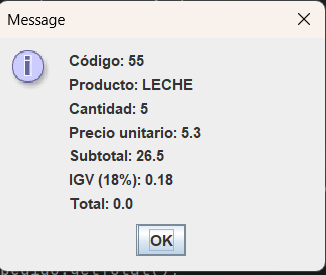 Message
Código: 55
Producto: LECHE
Cantidad: 5
Precio unitario: 5.3
Subtotal: 26.5
IGV (18%): 0.18
Total: 0.0
OK